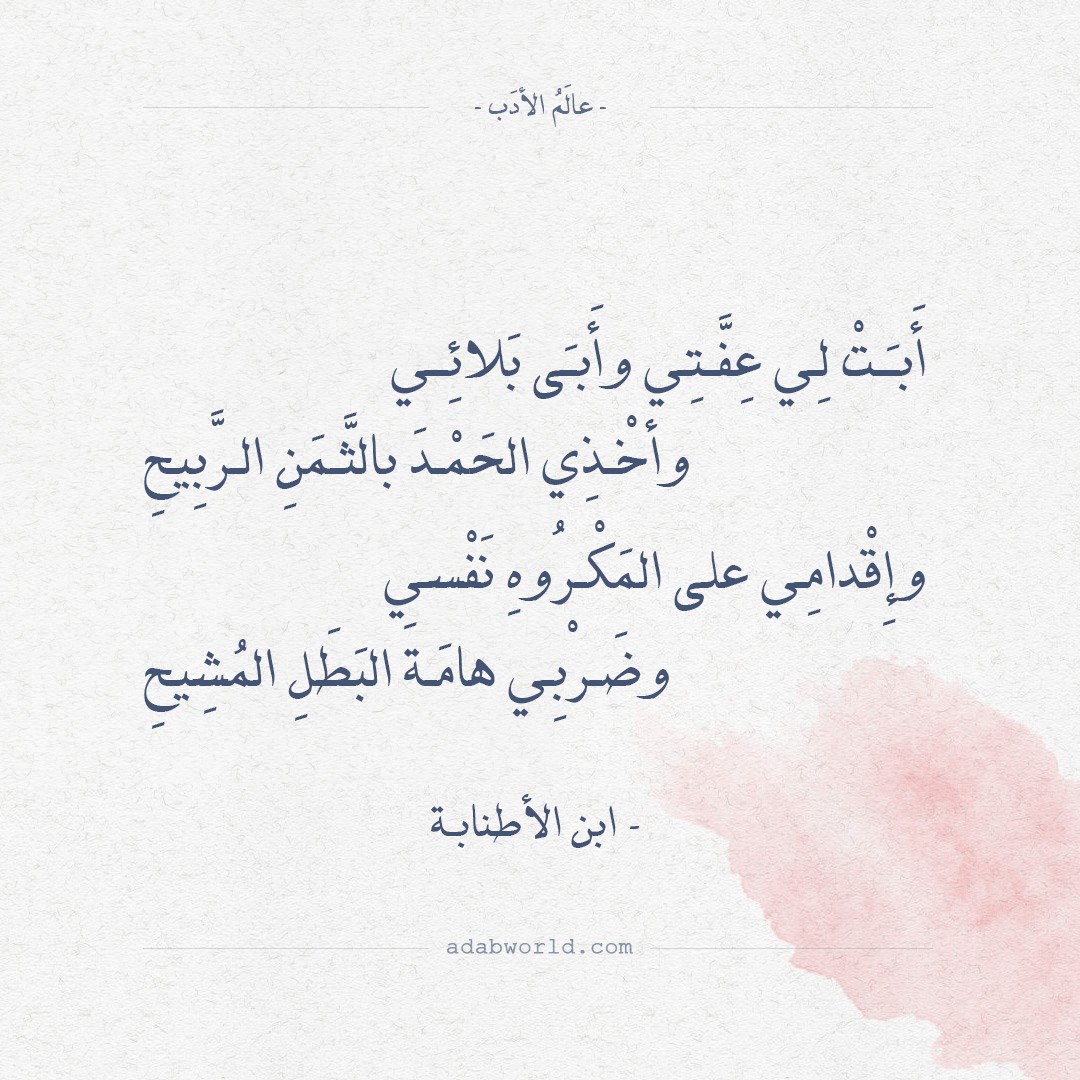 - عالَمُ الأدَب -
أَبَتْ لِي عِفَّتِي وأَبَى بَلائِي
وأخْذِي الحَمْدَ بالثَّمَنِ الرَّبِيحِ
وإِقْدامِي على المَكْرُوهِ نَفْسِي
وضَرْبِي هامَةَ البَطَلِ المُشِيحِ
- ابن الأطنابة
adabworld.com